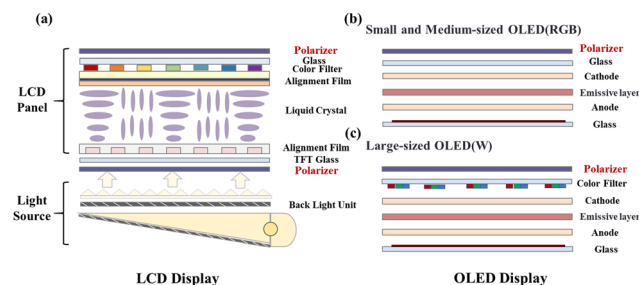 (a)
Polarizer
Glass
Color Filter
Alignment Film
LCD
Panel
Liquid Crystal
Alignment Film
TFT Glass
Polarizer
Light
Source
Back Light Unit
LCD Display
(b)
Small and Medium-sized OLED(RGB)
Polarizer
Glass
Cathode
Emissive layer
Anode
Glass
(c)
Large-sized OLED(W)
Polarizer
Color Filter
Cathode
Emissive layer
Anode
Glass
OLED Display